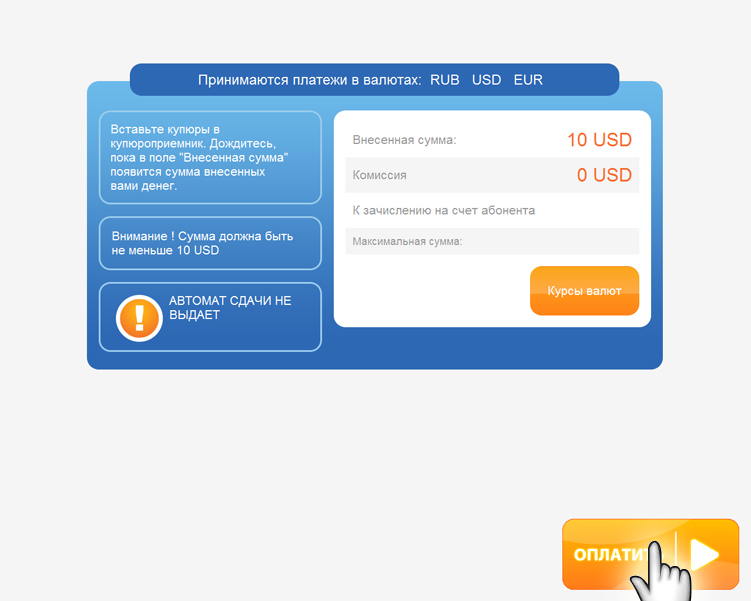 Принимаются платежи в валютах: RUB USD EUR
Вставьте купюры в
купюроприемник. Дождитесь,
пока в поле "Внесенная сумма"
появится сумма внесенных
вами денег.
Внимание ! Сумма должна быть
не меньше 10 USD
АВТОМАТ СДАЧИ НЕ
ВЫДАЕТ
Внесенная сумма: 10 USD
Комиссия 0 USD
К зачислению на счет абонента
Максимальная сумма:
Курсы валют
ОПЛАТИТ